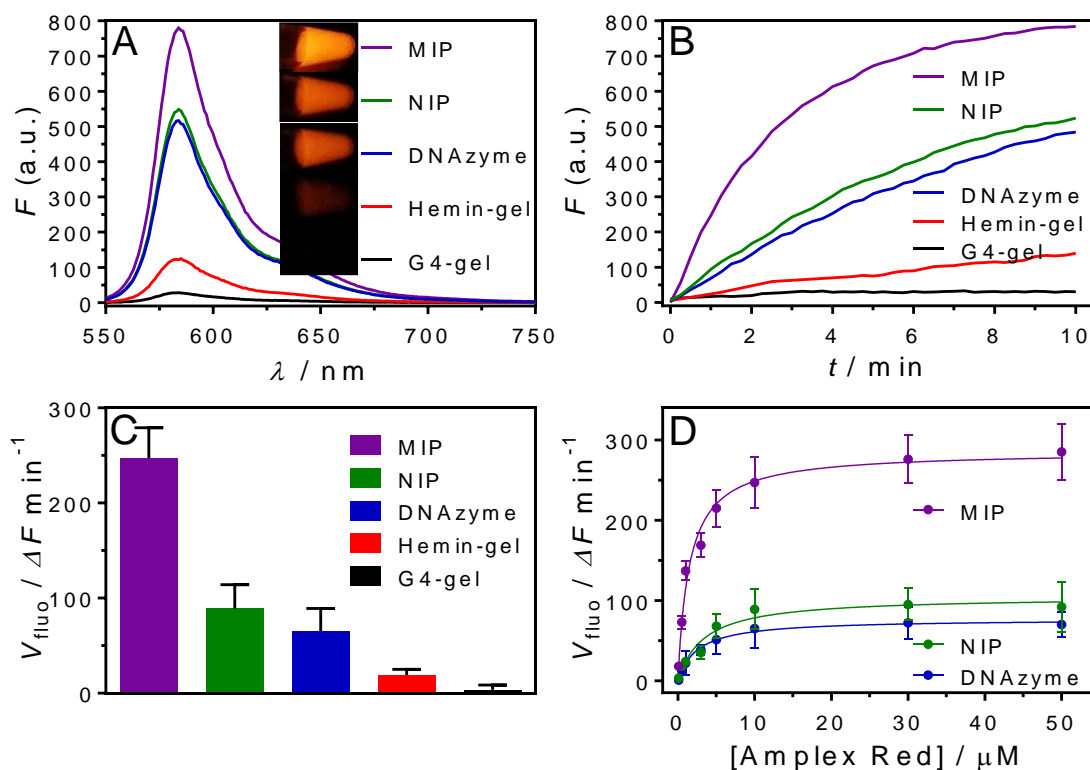 A
F (a.u.)
800
700
600
500
400
300
200
100
0
MIP
NIP
DNAzyme
Hemin-gel
G4-gel
550 600 650 700 750
λ / nm
B
F (a.u.)
800
700
600
500
400
300
200
100
0
MIP
NIP
DNAzyme
Hemin-gel
G4-gel
0 2 4 6 8 10
t / min
C
Vfluo / ΔF min⁻¹
300
200
100
0
MIP
NIP
DNAzyme
Hemin-gel
G4-gel
D
Vfluo / ΔF min⁻¹
300
200
100
0
MIP
NIP
DNAzyme
0 10 20 30 40 50
[Amplex Red] / μM